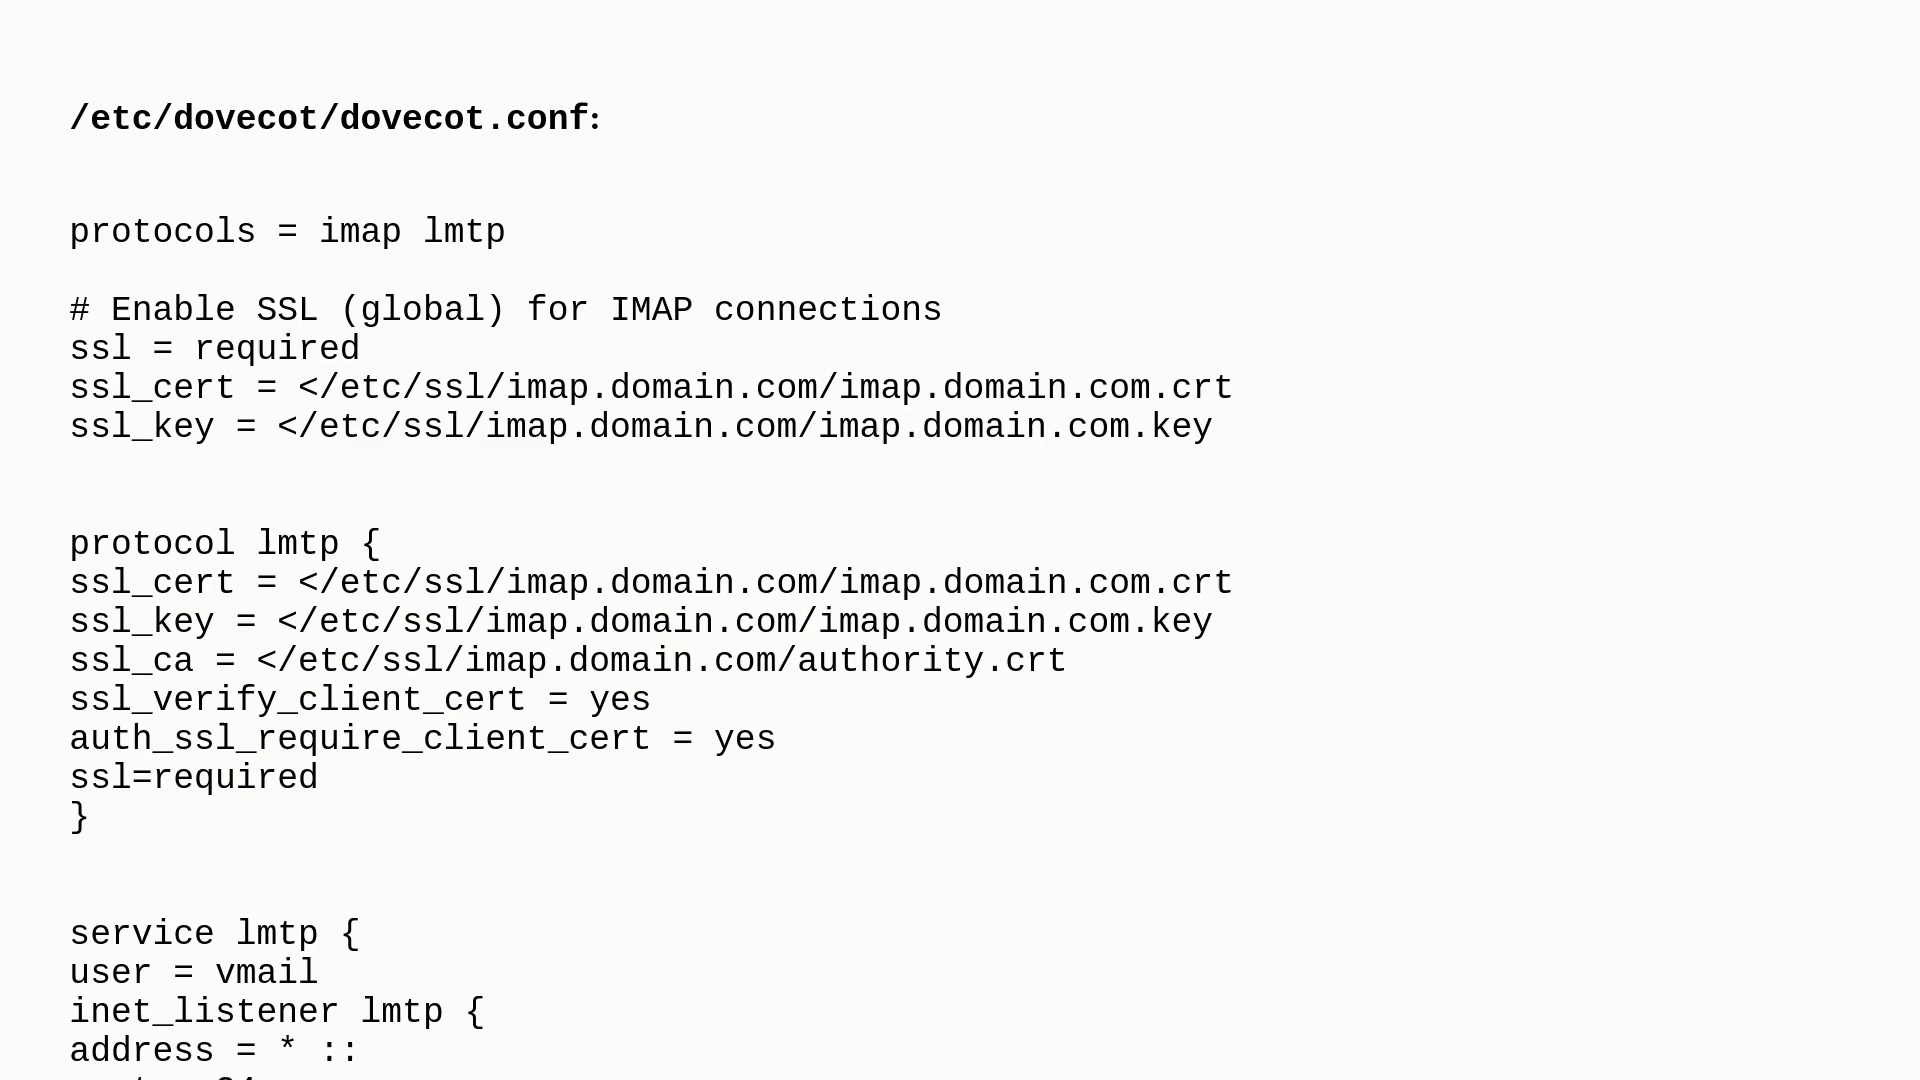 /etc/dovecot/dovecot.conf:
protocols = imap lmtp
# Enable SSL (global) for IMAP connections
ssl = required
ssl_cert = </etc/ssl/imap.domain.com/imap.domain.com.crt
ssl_key = </etc/ssl/imap.domain.com/imap.domain.com.key
protocol lmtp {
ssl_cert = </etc/ssl/imap.domain.com/imap.domain.com.crt
ssl_key = </etc/ssl/imap.domain.com/imap.domain.com.key
ssl_ca = </etc/ssl/imap.domain.com/authority.crt
ssl_verify_client_cert = yes
auth_ssl_require_client_cert = yes
ssl=required
}
service lmtp {
user = vmail
inet_listener lmtp {
address = * ::